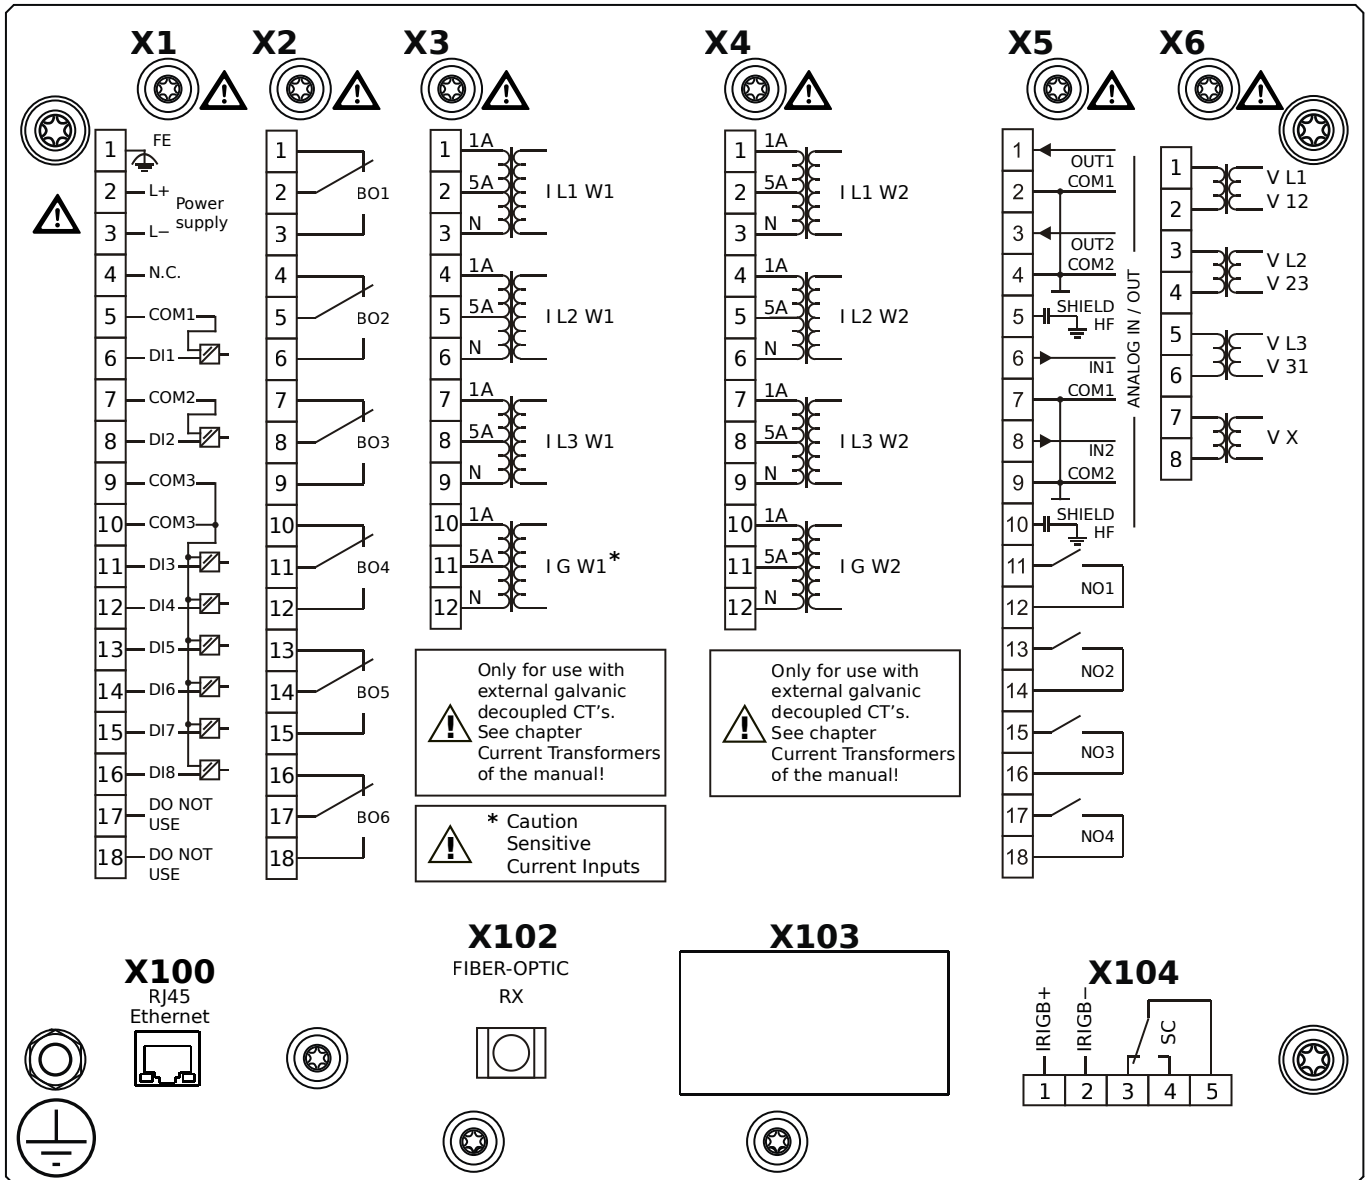 X1
X2
X3
X4
X5
X6
1
FE
2
L+
Power
supply
3
L−
4
N.C.
5
COM1
6
DI1
7
COM2
8
DI2
9
COM3
10
COM3
11
DI3
12
DI4
13
DI5
14
DI6
15
DI7
16
DI8
17
DO NOT
USE
18
DO NOT
USE
1
2
BO1
3
4
5
BO2
6
7
8
BO3
9
10
11
BO4
12
13
14
BO5
15
16
17
BO6
18
1 1A
2 5A I L1 W1
3 N
4 1A
5 5A I L2 W1
6 N
7 1A
8 5A I L3 W1
9 N
10 1A
11 5A I G W1*
12 N
Only for use with
external galvanic
decoupled CT's.
See chapter
Current Transformers
of the manual!
* Caution
Sensitive
Current Inputs
1 1A
2 5A I L1 W2
3 N
4 1A
5 5A I L2 W2
6 N
7 1A
8 5A I L3 W2
9 N
10 1A
11 5A I G W2
12 N
Only for use with
external galvanic
decoupled CT's.
See chapter
Current Transformers
of the manual!
1
OUT1
2
COM1
3
OUT2
4
COM2
5
SHIELD
HF
6
IN1
7
COM1
8
IN2
9
COM2
10
SHIELD
HF
ANALOG IN / OUT
11
NO1
12
13
NO2
14
15
NO3
16
17
NO4
18
1
V L1
2
V 12
3
V L2
4
V 23
5
V L3
6
V 31
7
V X
8
X100
RJ45
Ethernet
X102
FIBER-OPTIC
RX
X103
X104
IRIGB+
IRIGB−
SC
1 2 3 4 5